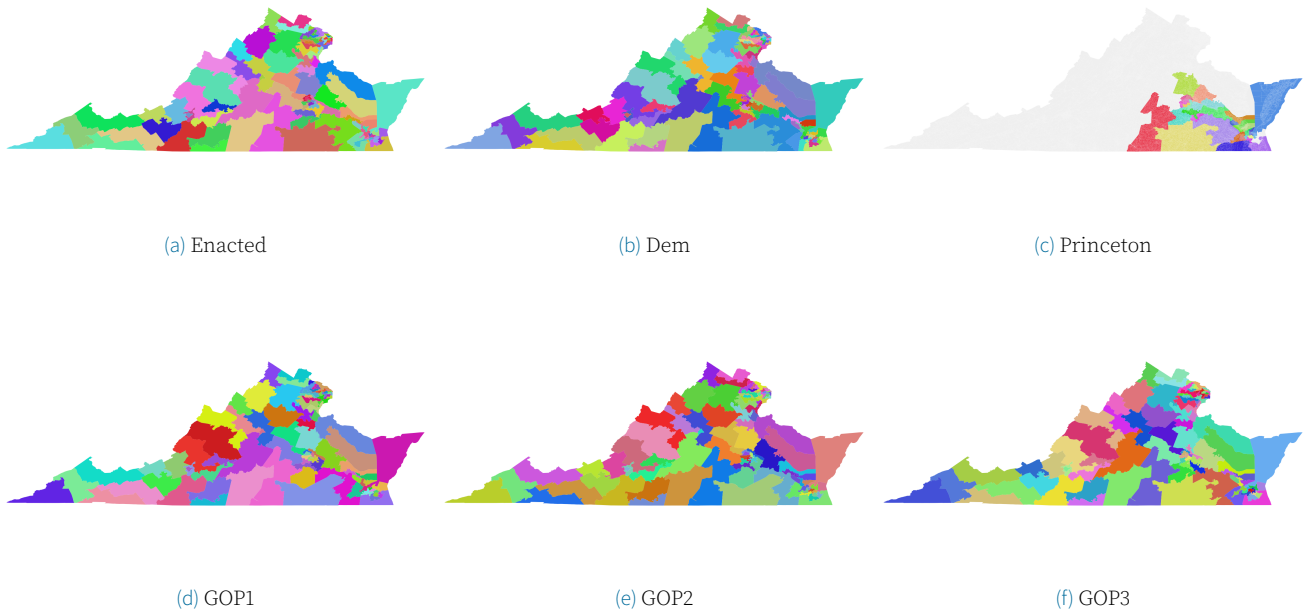 (a) Enacted
(b) Dem
(c) Princeton
(d) GOP1
(e) GOP2
(f) GOP3